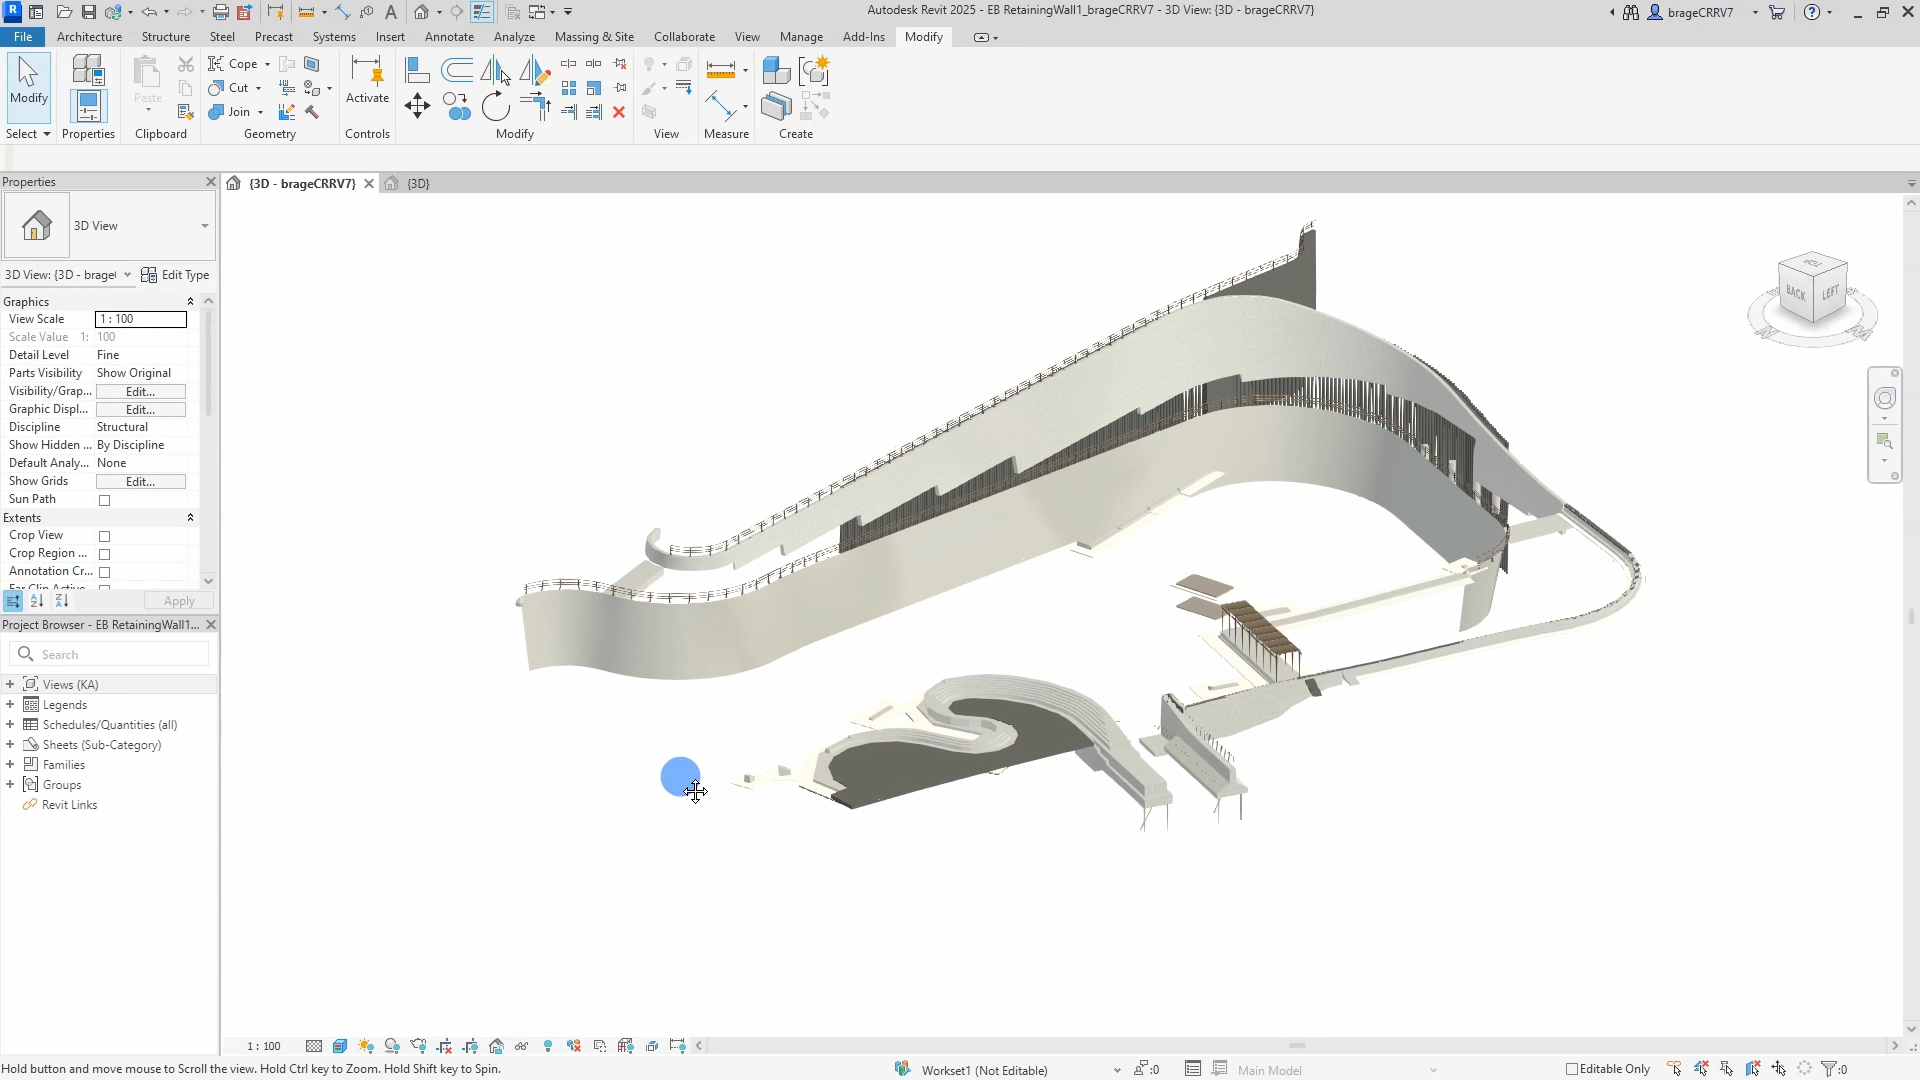 Autodesk Revit 2025 - EB RetainingWall1_brageCRRV7 - 3D View: {3D - brageCRRV7}
brageCRRV7
File Architecture Structure Steel Precast Systems Insert Annotate Analyze Massing & Site Collaborate View Manage Add-Ins Modify
Modify
Paste
Cope
Cut
Join
Activate
Select Properties Clipboard Geometry Controls Modify View Measure Create
Properties
{3D - brageCRRV7}
{3D}
3D View
3D View: {3D - brage
Edit Type
Graphics
View Scale 1 : 100
Scale Value 1: 100
Detail Level Fine
Parts Visibility Show Original
Visibility/Grap... Edit...
Graphic Displ... Edit...
Discipline Structural
Show Hidden ... By Discipline
Default Analy... None
Show Grids Edit...
Sun Path
Extents
Crop View
Crop Region ...
Annotation Cr...
Far Clip Active
Apply
Project Browser - EB RetainingWall1...
Search
Views (KA)
Legends
Schedules/Quantities (all)
Sheets (Sub-Category)
Families
Groups
Revit Links
TOP
BACK
LEFT
1 : 100
Hold button and move mouse to Scroll the view. Hold Ctrl key to Zoom. Hold Shift key to Spin.
Workset1 (Not Editable)
:0
Main Model
Editable Only
:0